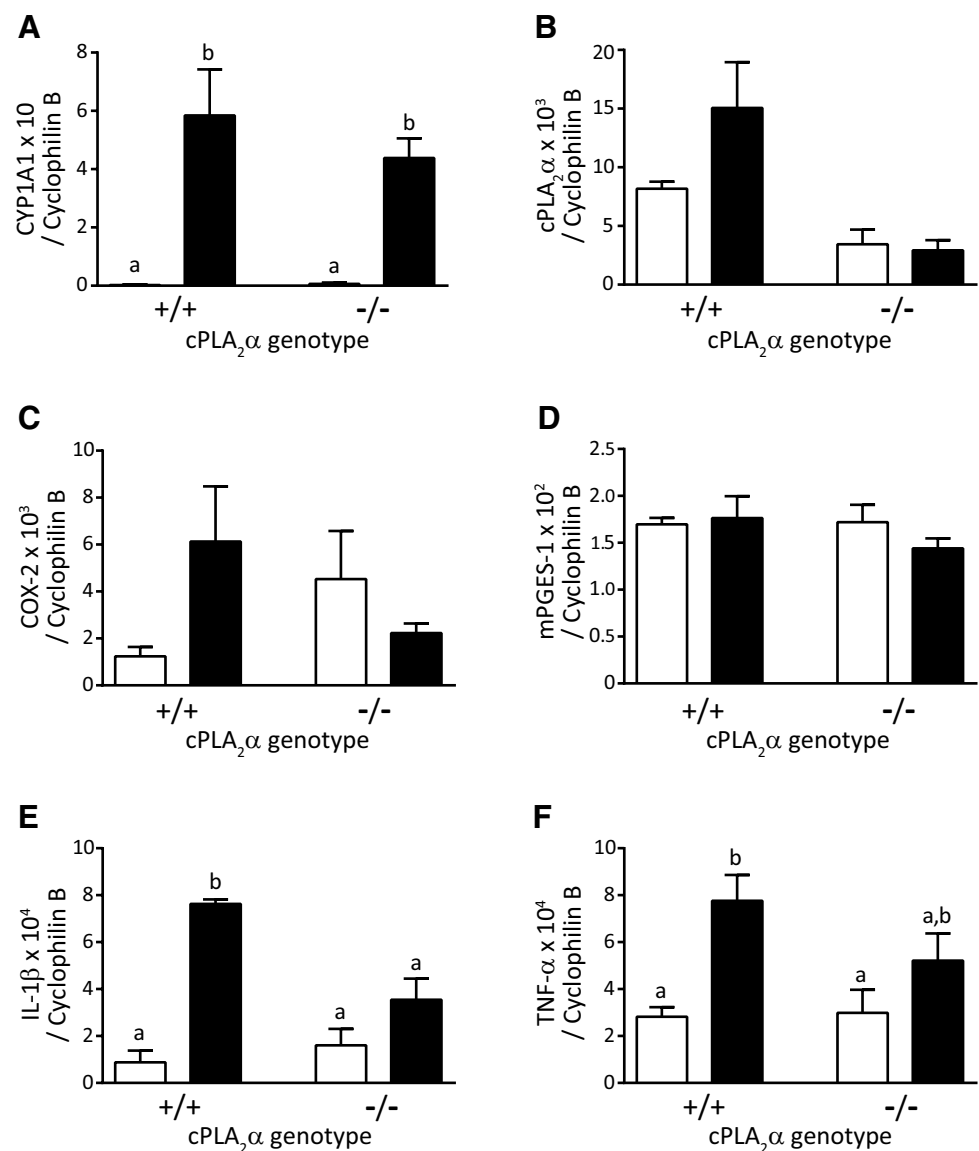 A
CYP1A1 x 10
/ Cyclophilin B
8
6
4
2
0
a
b
a
b
+/+
-/-
cPLA₂α genotype
B
cPLA₂α x 10³
/ Cyclophilin B
20
15
10
5
0
+/+
-/-
cPLA₂α genotype
C
COX-2 x 10³
/ Cyclophilin B
10
8
6
4
2
0
+/+
-/-
cPLA₂α genotype
D
mPGES-1 x 10²
/ Cyclophilin B
2.5
2.0
1.5
1.0
0.5
0
+/+
-/-
cPLA₂α genotype
E
IL-1β x 10⁴
/ Cyclophilin B
10
8
6
4
2
0
a
b
a
a
+/+
-/-
cPLA₂α genotype
F
TNF-α x 10⁴
/ Cyclophilin B
10
8
6
4
2
0
a
b
a
a,b
+/+
-/-
cPLA₂α genotype